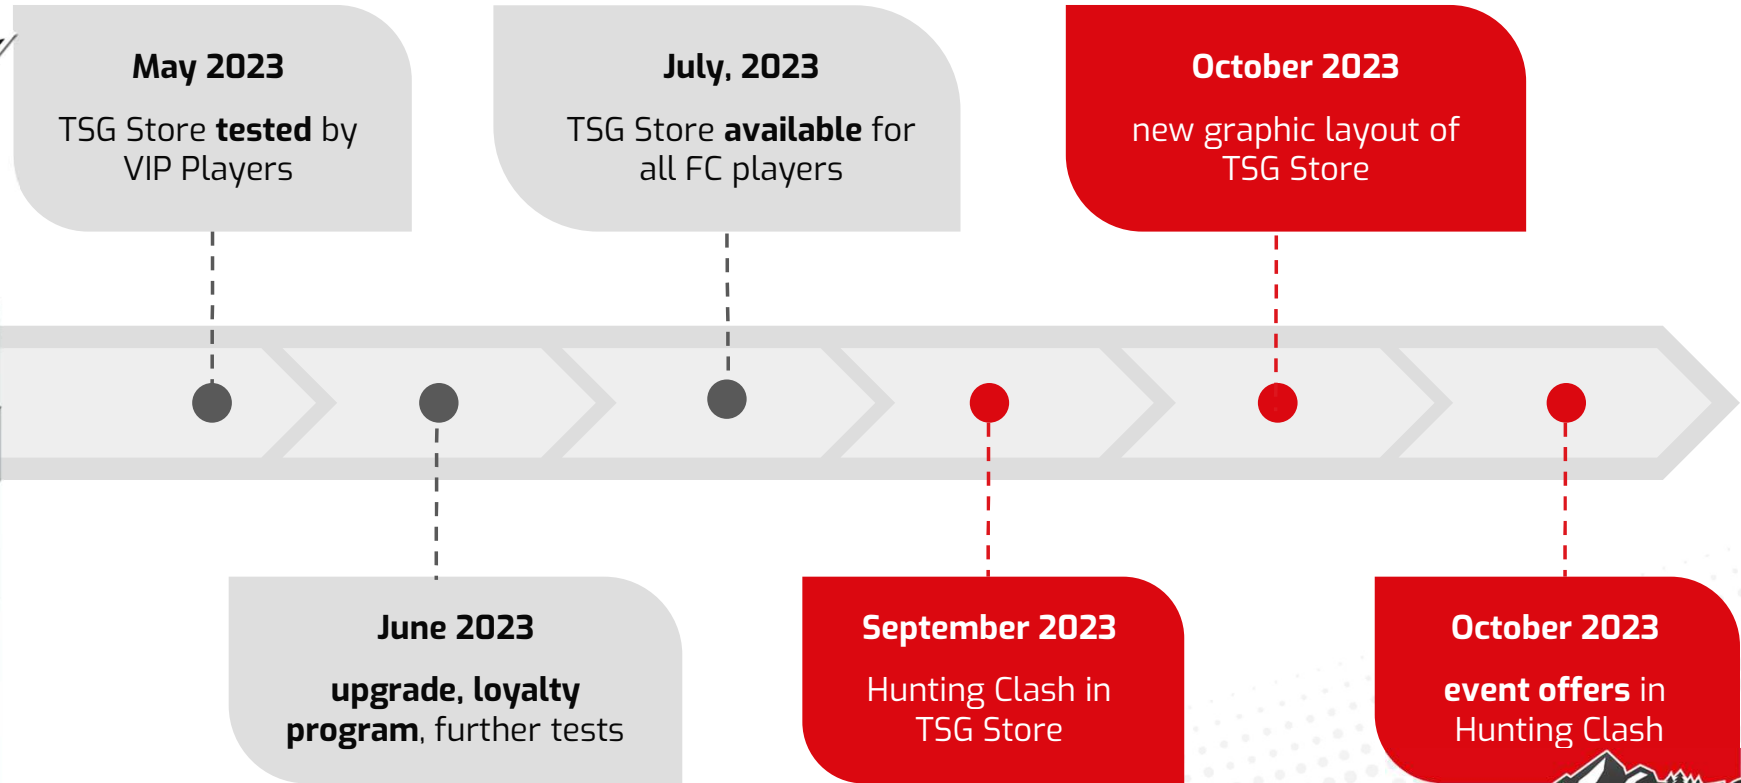 May 2023
TSG Store tested by
VIP Players
July, 2023
TSG Store available for
all FC players
October 2023
new graphic layout of
TSG Store
June 2023
upgrade, loyalty
program, further tests
September 2023
Hunting Clash in
TSG Store
October 2023
event offers in
Hunting Clash